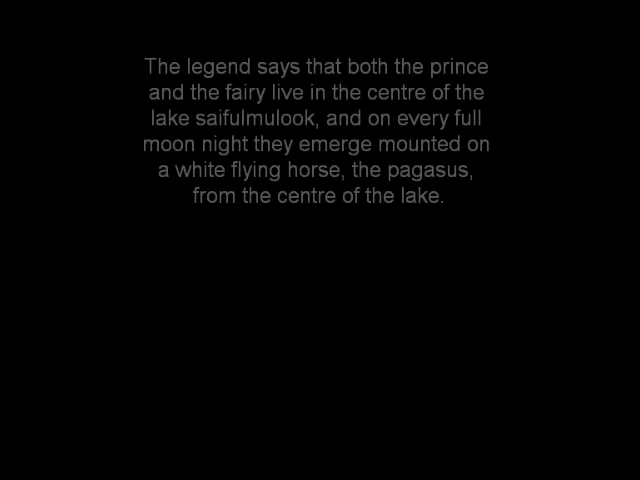 The legend says that both the prince
and the fairy live in the centre of the
lake saifulmulook, and on every full
moon night they emerge mounted on
a white flying horse, the pagasus,
from the centre of the lake.